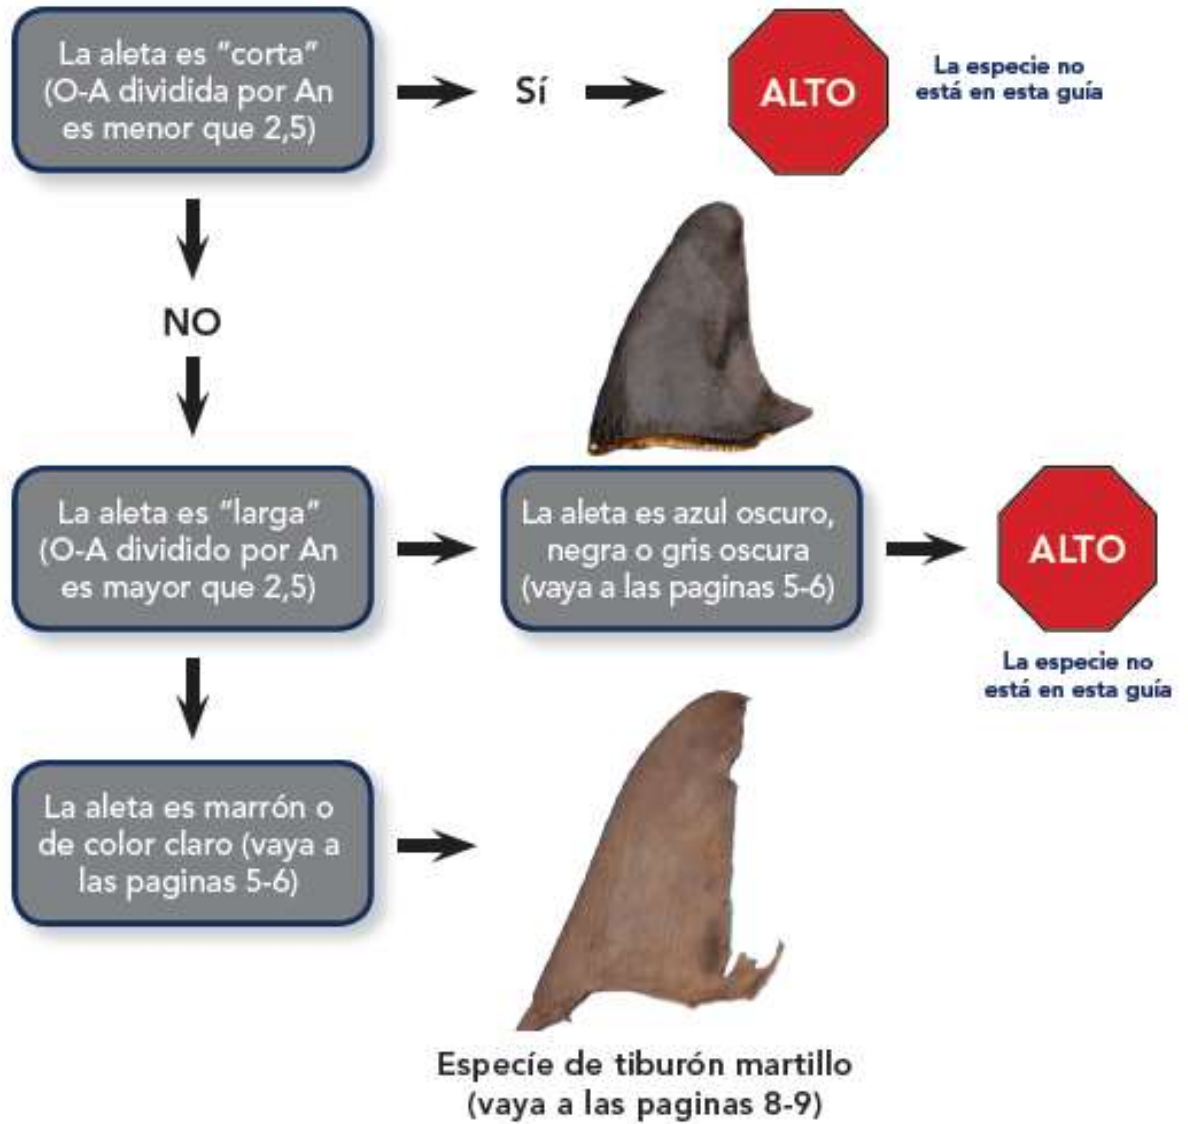 La aleta es "corta"
(O-A dividida por An
es menor que 2,5)
Sí
ALTO
La especie no
está en esta guía
NO
La aleta es "larga"
(O-A dividido por An
es mayor que 2,5)
La aleta es azul oscuro,
negra o gris oscura
(vaya a las paginas 5-6)
ALTO
La especie no
está en esta guía
La aleta es marrón o
de color claro (vaya a
las paginas 5-6)
Especíe de tiburón martillo
(vaya a las paginas 8-9)